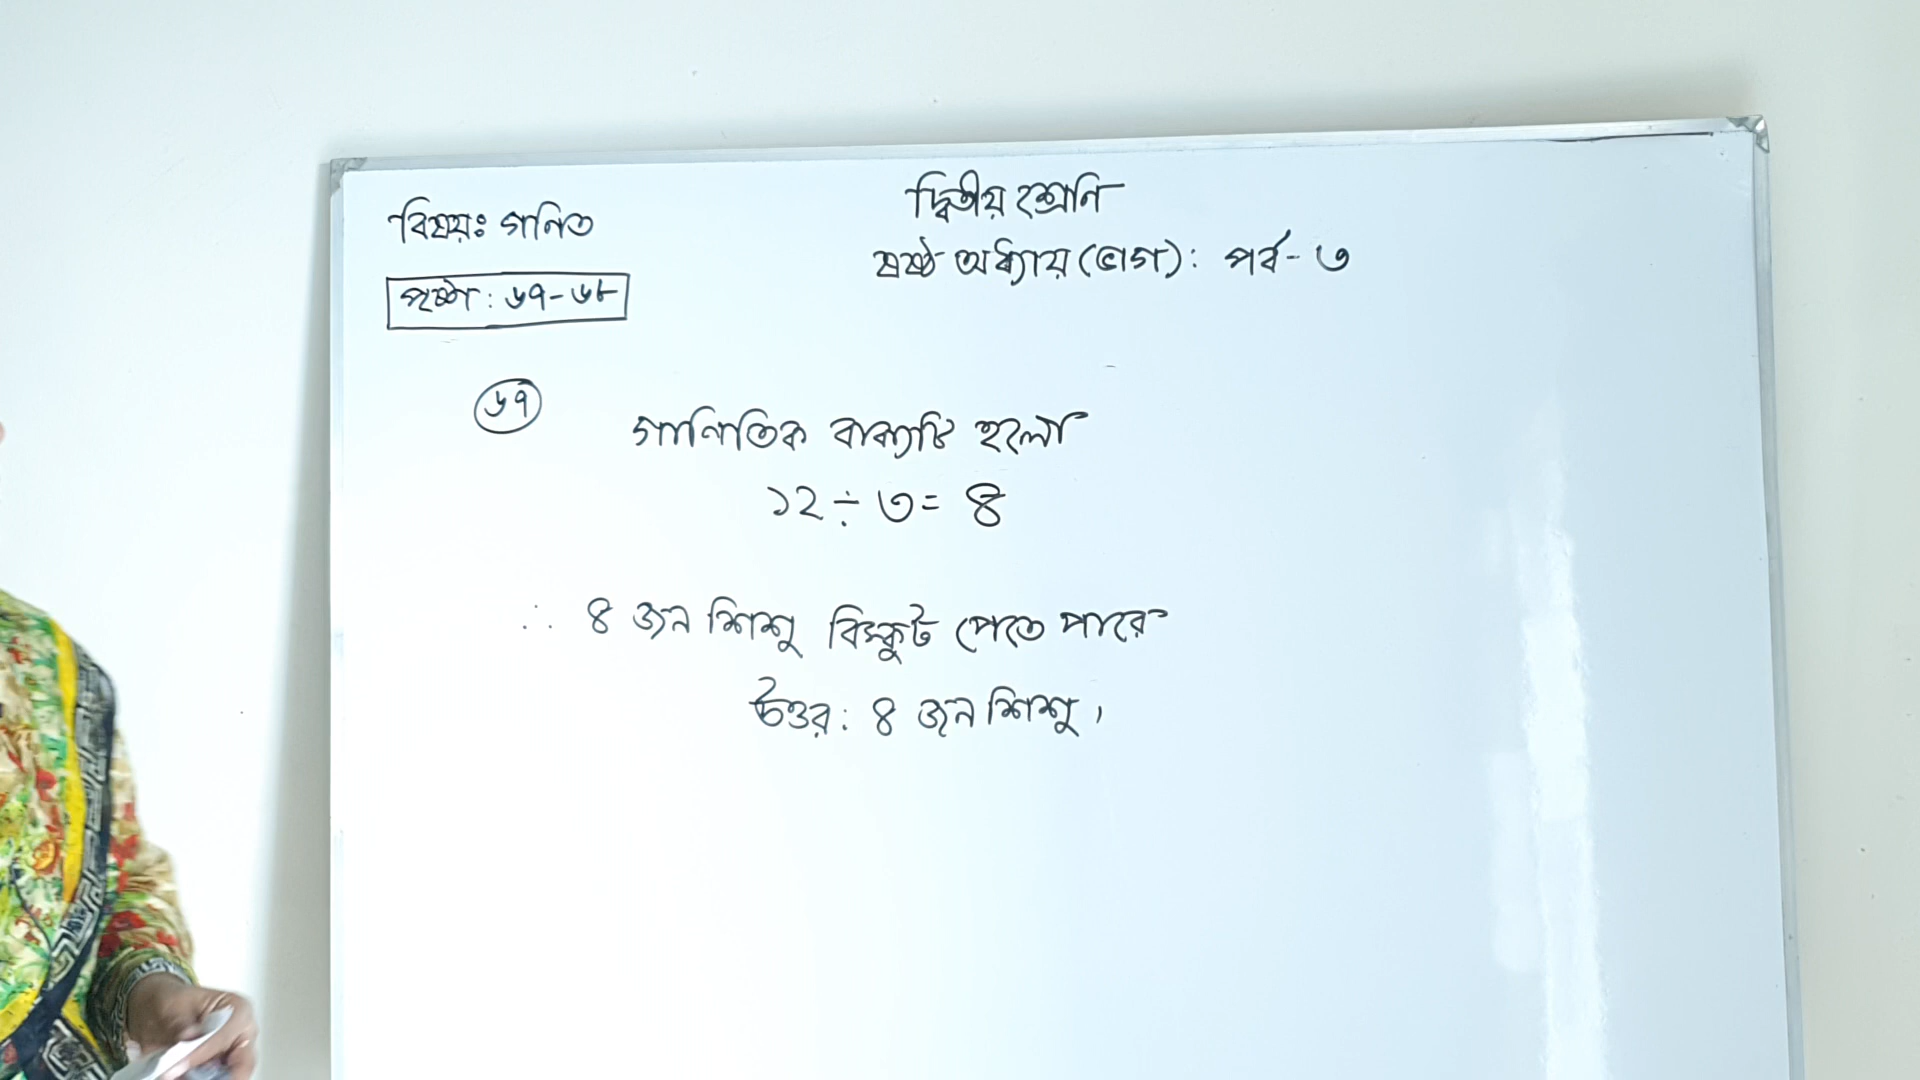 দ্বিতীয় শ্রেনি
বিষয়ঃ গনিত
ষষ্ঠ অধ্যায় (ভাগ): পর্ব- ৩
পৃষ্ঠা: ৬৭-৬৮
৬৭
গানিতিক বাক্যটি হলো
১২ ÷ ৩ = ৪
∴ ৪ জন শিশু বিস্কুট পেতে পারে
উত্তর: ৪ জন শিশু।